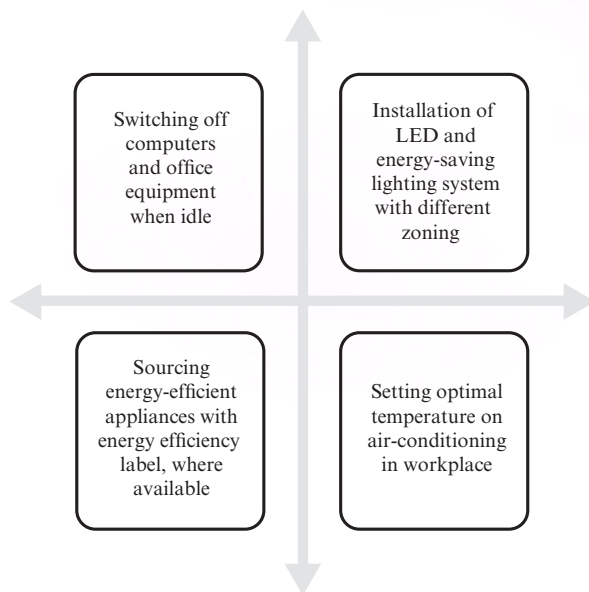 Switching off
computers
and office
equipment
when idle
Installation of
LED and
energy-saving
lighting system
with different
zoning
Sourcing
energy-efficient
appliances with
energy efficiency
label, where
available
Setting optimal
temperature on
air-conditioning
in workplace